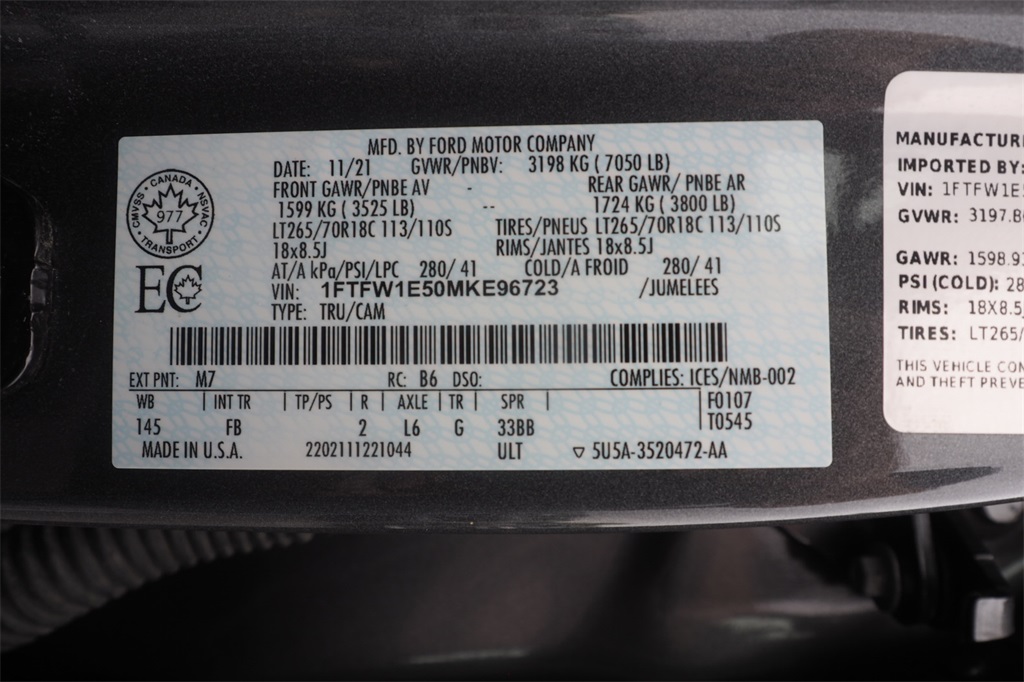 MFD. BY FORD MOTOR COMPANY
DATE: 11/21 GVWR/PNBV: 3198 KG ( 7050 LB)
FRONT GAWR/PNBE AV - REAR GAWR/ PNBE AR
1599 KG ( 3525 LB) -- 1724 KG ( 3800 LB)
LT265/70R18C 113/110S TIRES/PNEUS LT265/70R18C 113/110S
18x8.5J RIMS/JANTES 18x8.5J
AT/A kPa/PSI/LPC 280/ 41 COLD/A FROID 280/ 41
VIN: 1FTFW1E50MKE96723 /JUMELEES
TYPE: TRU/CAM
CMVSS · CANADA · NSVAC
977
· TRANSPORT ·
EC
EXT PNT: M7 RC: B6 DSO: COMPLIES: ICES/NMB-002
WB | INT TR | TP/PS | R | AXLE | TR | SPR | F0107
145 FB 2 L6 G 33BB T0545
MADE IN U.S.A. 2202111221044 ULT ▽ 5U5A-3520472-AA
MANUFACTUR
IMPORTED BY:
VIN: 1FTFW1E
GVWR: 3197.8
GAWR: 1598.9
PSI (COLD): 28
RIMS: 18X8.5
TIRES: LT265/
THIS VEHICLE CON
AND THEFT PREVE